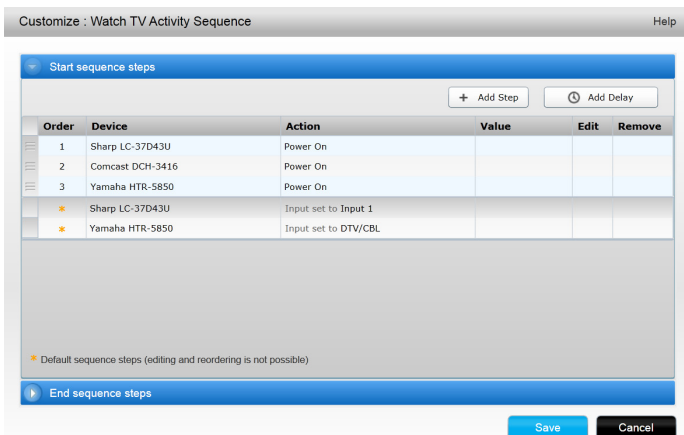 Customize : Watch TV Activity Sequence Help
Start sequence steps
+ Add Step Add Delay
Order Device Action Value Edit Remove
1 Sharp LC-37D43U Power On
2 Comcast DCH-3416 Power On
3 Yamaha HTR-5850 Power On
* Sharp LC-37D43U Input set to Input 1
* Yamaha HTR-5850 Input set to DTV/CBL
* Default sequence steps (editing and reordering is not possible)
End sequence steps
Save Cancel